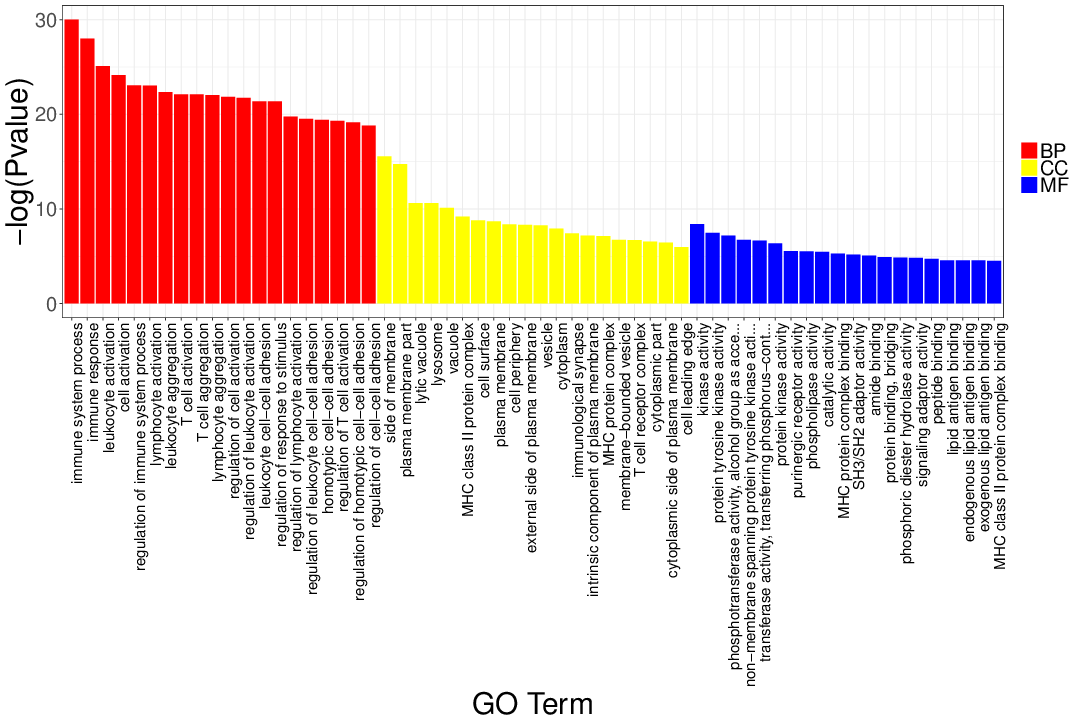 30
20
10
0
−log(Pvalue)
BP
CC
MF
immune system process
immune response
leukocyte activation
cell activation
regulation of immune system process
lymphocyte activation
leukocyte aggregation
T cell activation
T cell aggregation
lymphocyte aggregation
regulation of cell activation
regulation of leukocyte activation
leukocyte cell−cell adhesion
regulation of response to stimulus
regulation of lymphocyte activation
regulation of leukocyte cell−cell adhesion
homotypic cell−cell adhesion
regulation of T cell activation
regulation of homotypic cell−cell adhesion
regulation of cell−cell adhesion
side of membrane
plasma membrane part
lytic vacuole
lysosome
vacuole
MHC class II protein complex
cell surface
plasma membrane
cell periphery
external side of plasma membrane
vesicle
cytoplasm
immunological synapse
intrinsic component of plasma membrane
MHC protein complex
membrane−bounded vesicle
T cell receptor complex
cytoplasmic part
cytoplasmic side of plasma membrane
cell leading edge
kinase activity
protein tyrosine kinase activity
phosphotransferase activity, alcohol group as acce...
non−membrane spanning protein tyrosine kinase acti...
transferase activity, transferring phosphorus−cont...
protein kinase activity
purinergic receptor activity
phospholipase activity
catalytic activity
MHC protein complex binding
SH3/SH2 adaptor activity
amide binding
protein binding, bridging
phosphoric diester hydrolase activity
signaling adaptor activity
peptide binding
lipid antigen binding
endogenous lipid antigen binding
exogenous lipid antigen binding
MHC class II protein complex binding
GO Term